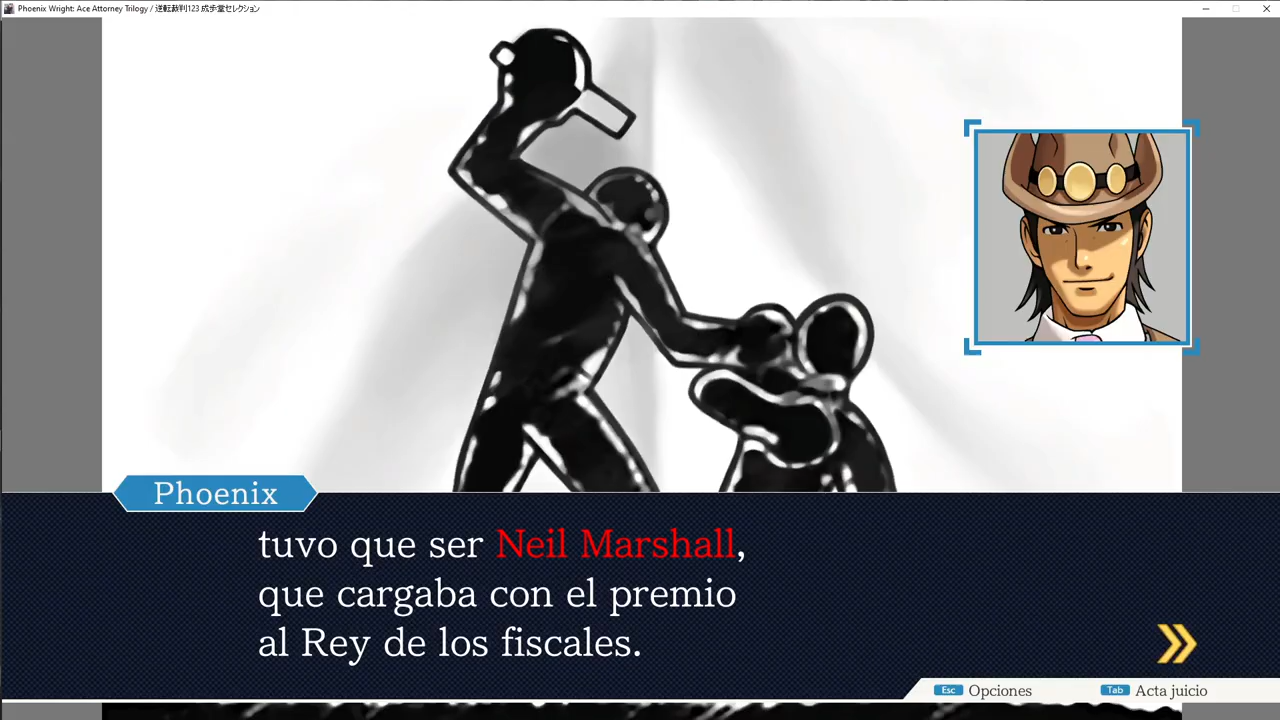 Phoenix Wright: Ace Attorney Trilogy / 逆転裁判123 成歩堂セレクション
Phoenix
tuvo que ser Neil Marshall,
que cargaba con el premio
al Rey de los fiscales.
Esc Opciones
Tab Acta juicio